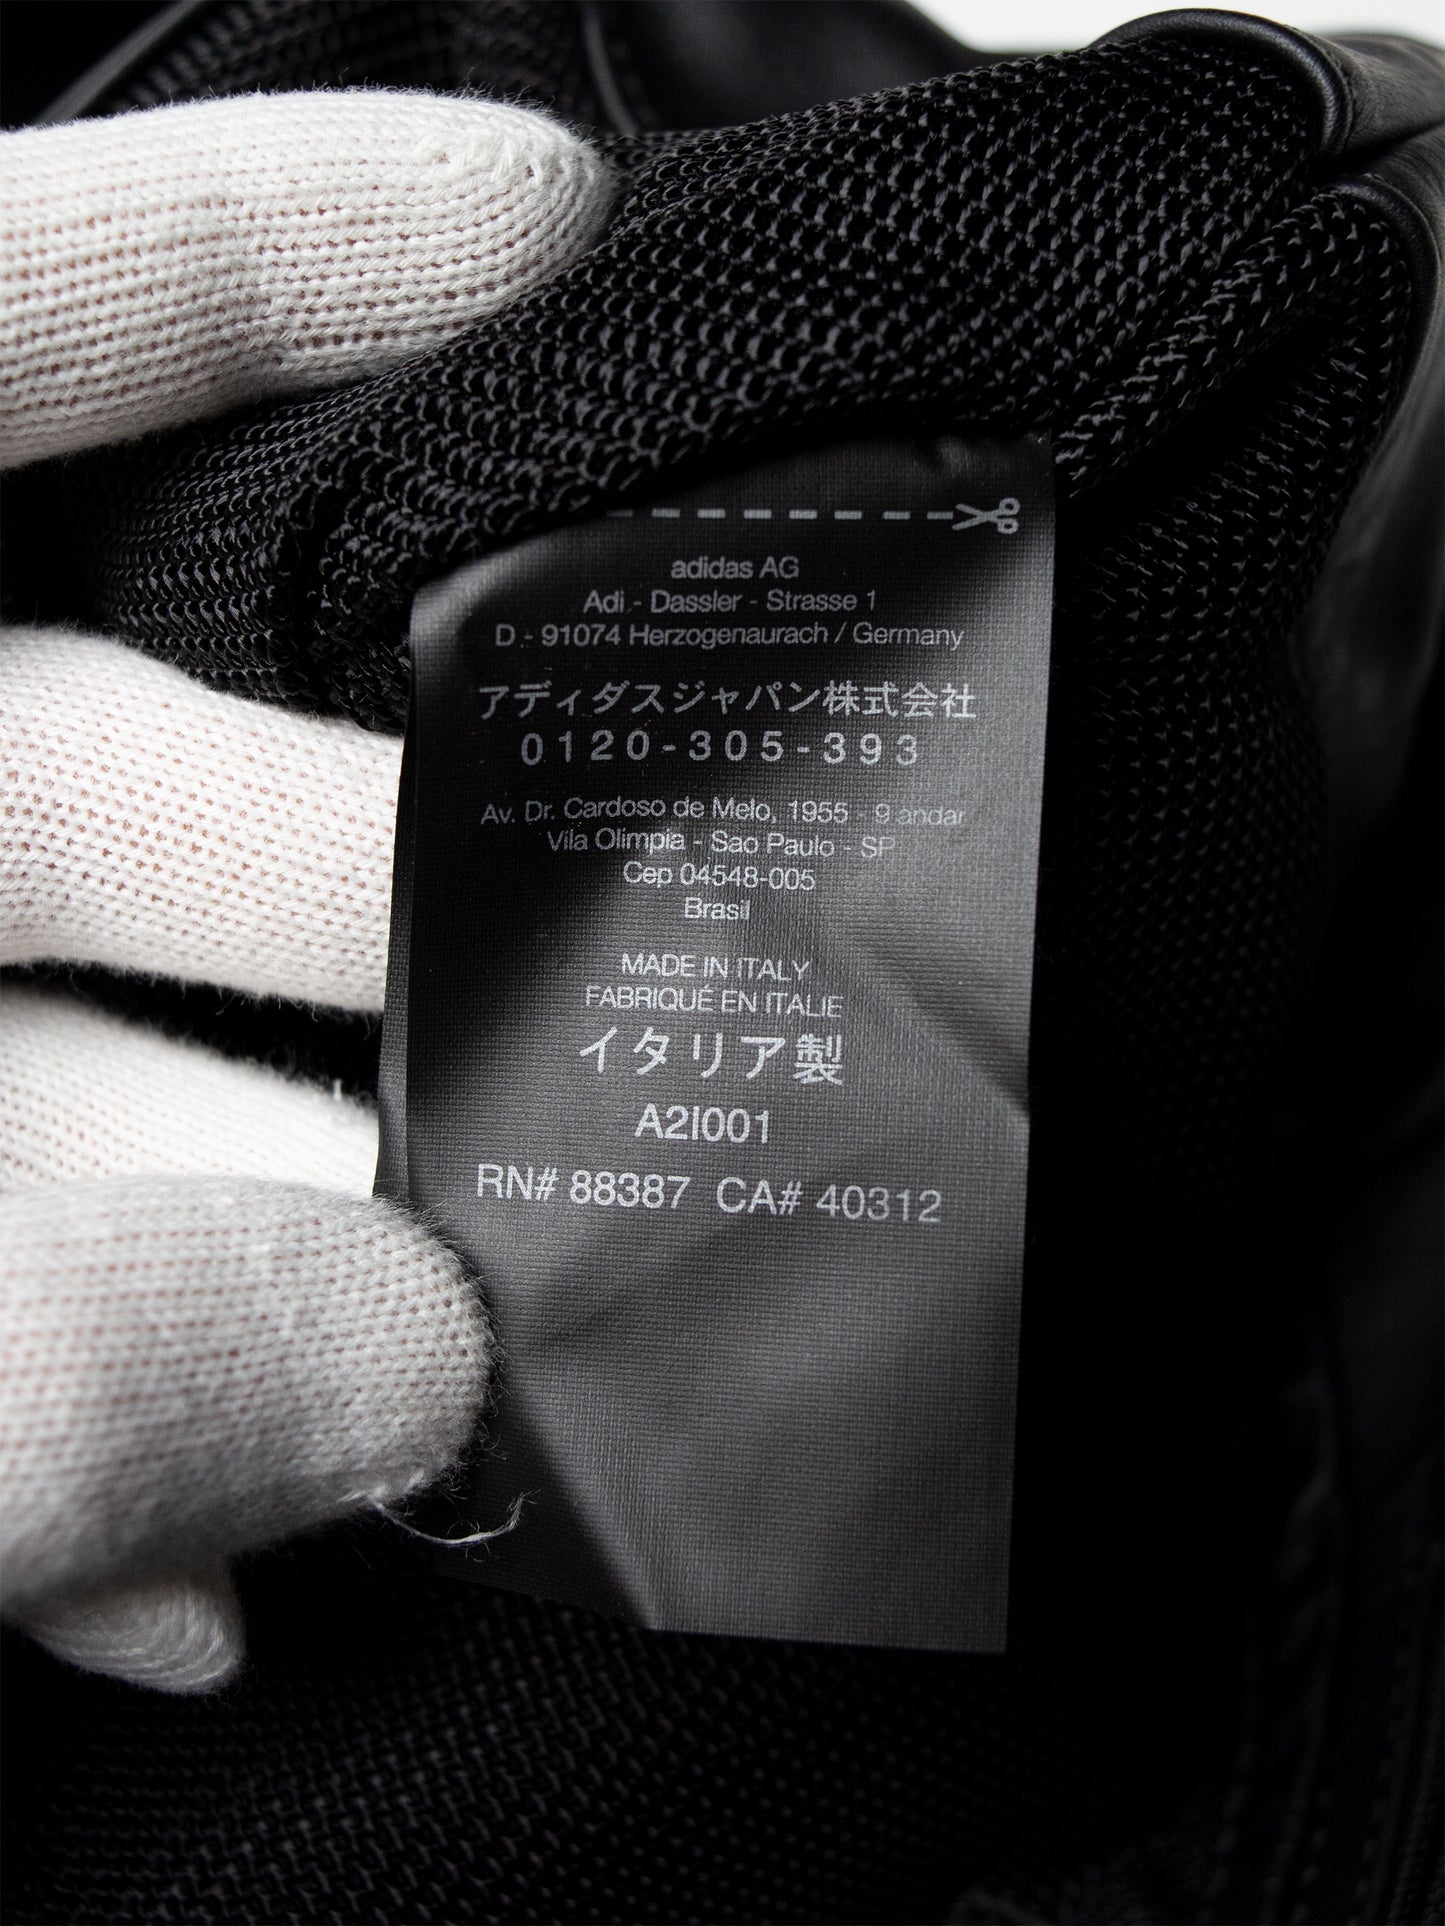 adidas AG
Adi - Dassler - Strasse 1
D - 91074 Herzogenaurach / Germany
アディダスジャパン株式会社
0120-305-393
Av. Dr. Cardoso de Melo, 1955 - 9 andar
Vila Olimpia - Sao Paulo - SP
Cep 04548-005
Brasil
MADE IN ITALY
FABRIQUÉ EN ITALIE
イタリア製
A2I001
RN# 88387 CA# 40312